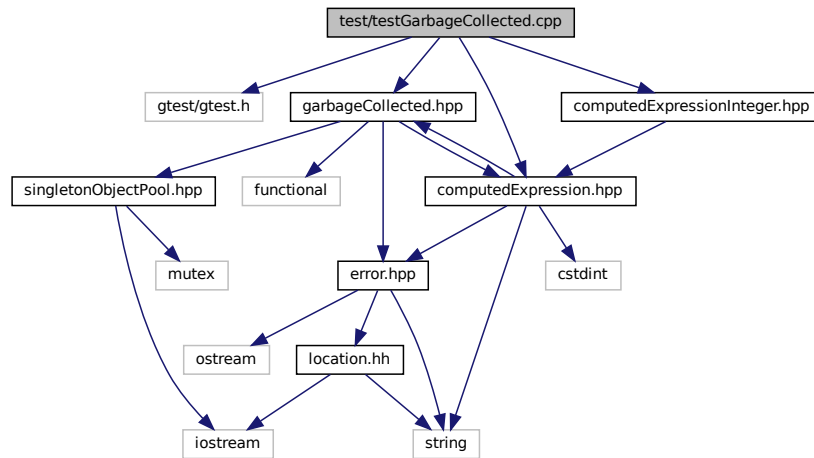 test/testGarbageCollected.cpp
gtest/gtest.h
garbageCollected.hpp
computedExpressionInteger.hpp
singletonObjectPool.hpp
functional
computedExpression.hpp
mutex
error.hpp
cstdint
ostream
location.hh
iostream
string